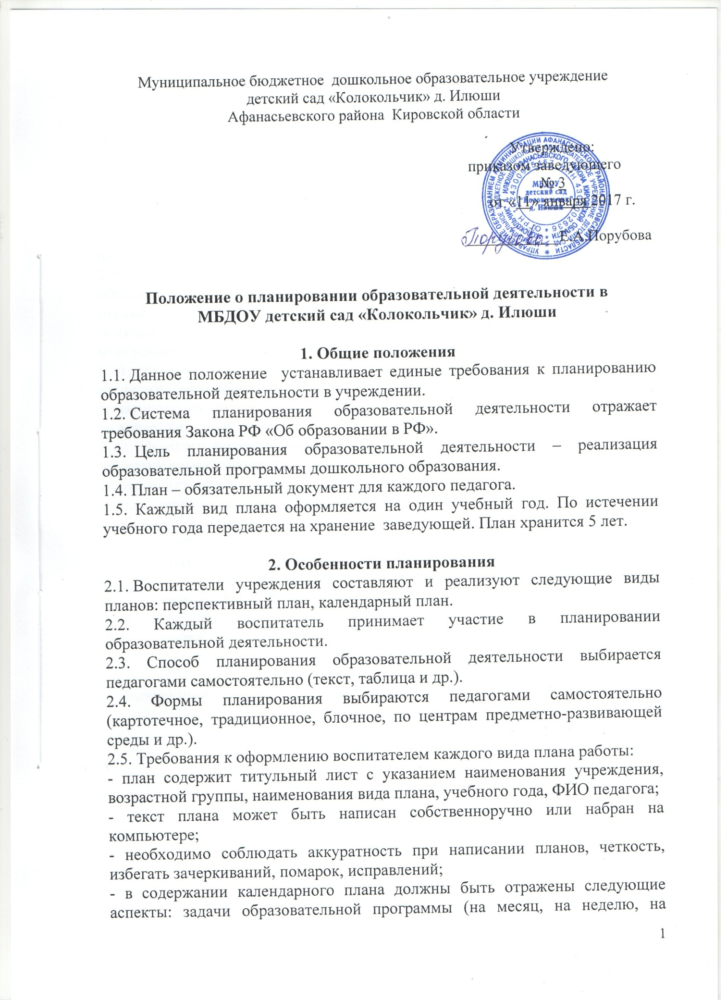 Муниципальное бюджетное дошкольное образовательное учреждение
детский сад «Колокольчик» д. Илюши
Афанасьевского района Кировской области
Утверждено:
приказом заведующего
№ 3
от «11» января 2017 г.
МБДОУ
детский сад
"Колокольчик"
д. Илюши
Е.А.Порубова
Положение о планировании образовательной деятельности в
МБДОУ детский сад «Колокольчик» д. Илюши
1. Общие положения
1.1. Данное положение устанавливает единые требования к планированию
образовательной деятельности в учреждении.
1.2. Система планирования образовательной деятельности отражает
требования Закона РФ «Об образовании в РФ».
1.3. Цель планирования образовательной деятельности – реализация
образовательной программы дошкольного образования.
1.4. План – обязательный документ для каждого педагога.
1.5. Каждый вид плана оформляется на один учебный год. По истечении
учебного года передается на хранение заведующей. План хранится 5 лет.
2. Особенности планирования
2.1. Воспитатели учреждения составляют и реализуют следующие виды
планов: перспективный план, календарный план.
2.2. Каждый воспитатель принимает участие в планировании
образовательной деятельности.
2.3. Способ планирования образовательной деятельности выбирается
педагогами самостоятельно (текст, таблица и др.).
2.4. Формы планирования выбираются педагогами самостоятельно
(картотечное, традиционное, блочное, по центрам предметно-развивающей
среды и др.).
2.5. Требования к оформлению воспитателем каждого вида плана работы:
- план содержит титульный лист с указанием наименования учреждения,
возрастной группы, наименования вида плана, учебного года, ФИО педагога;
- текст плана может быть написан собственноручно или набран на
компьютере;
- необходимо соблюдать аккуратность при написании планов, четкость,
избегать зачеркиваний, помарок, исправлений;
- в содержании календарного плана должны быть отражены следующие
аспекты: задачи образовательной программы (на месяц, на неделю, на
1